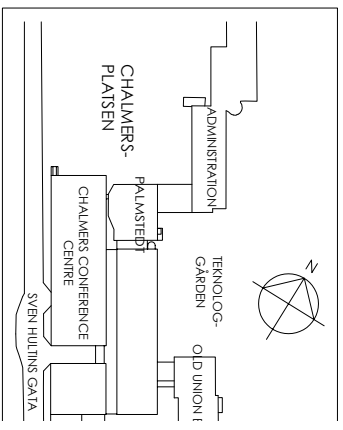 CHALMERS-
PLATSEN
ADMINISTRATION
PALMSTEDT
CHALMERS CONFERENCE
CENTRE
TEKNOLOG-
GÅRDEN
N
OLD UNION
SVEN HULTINS GATA